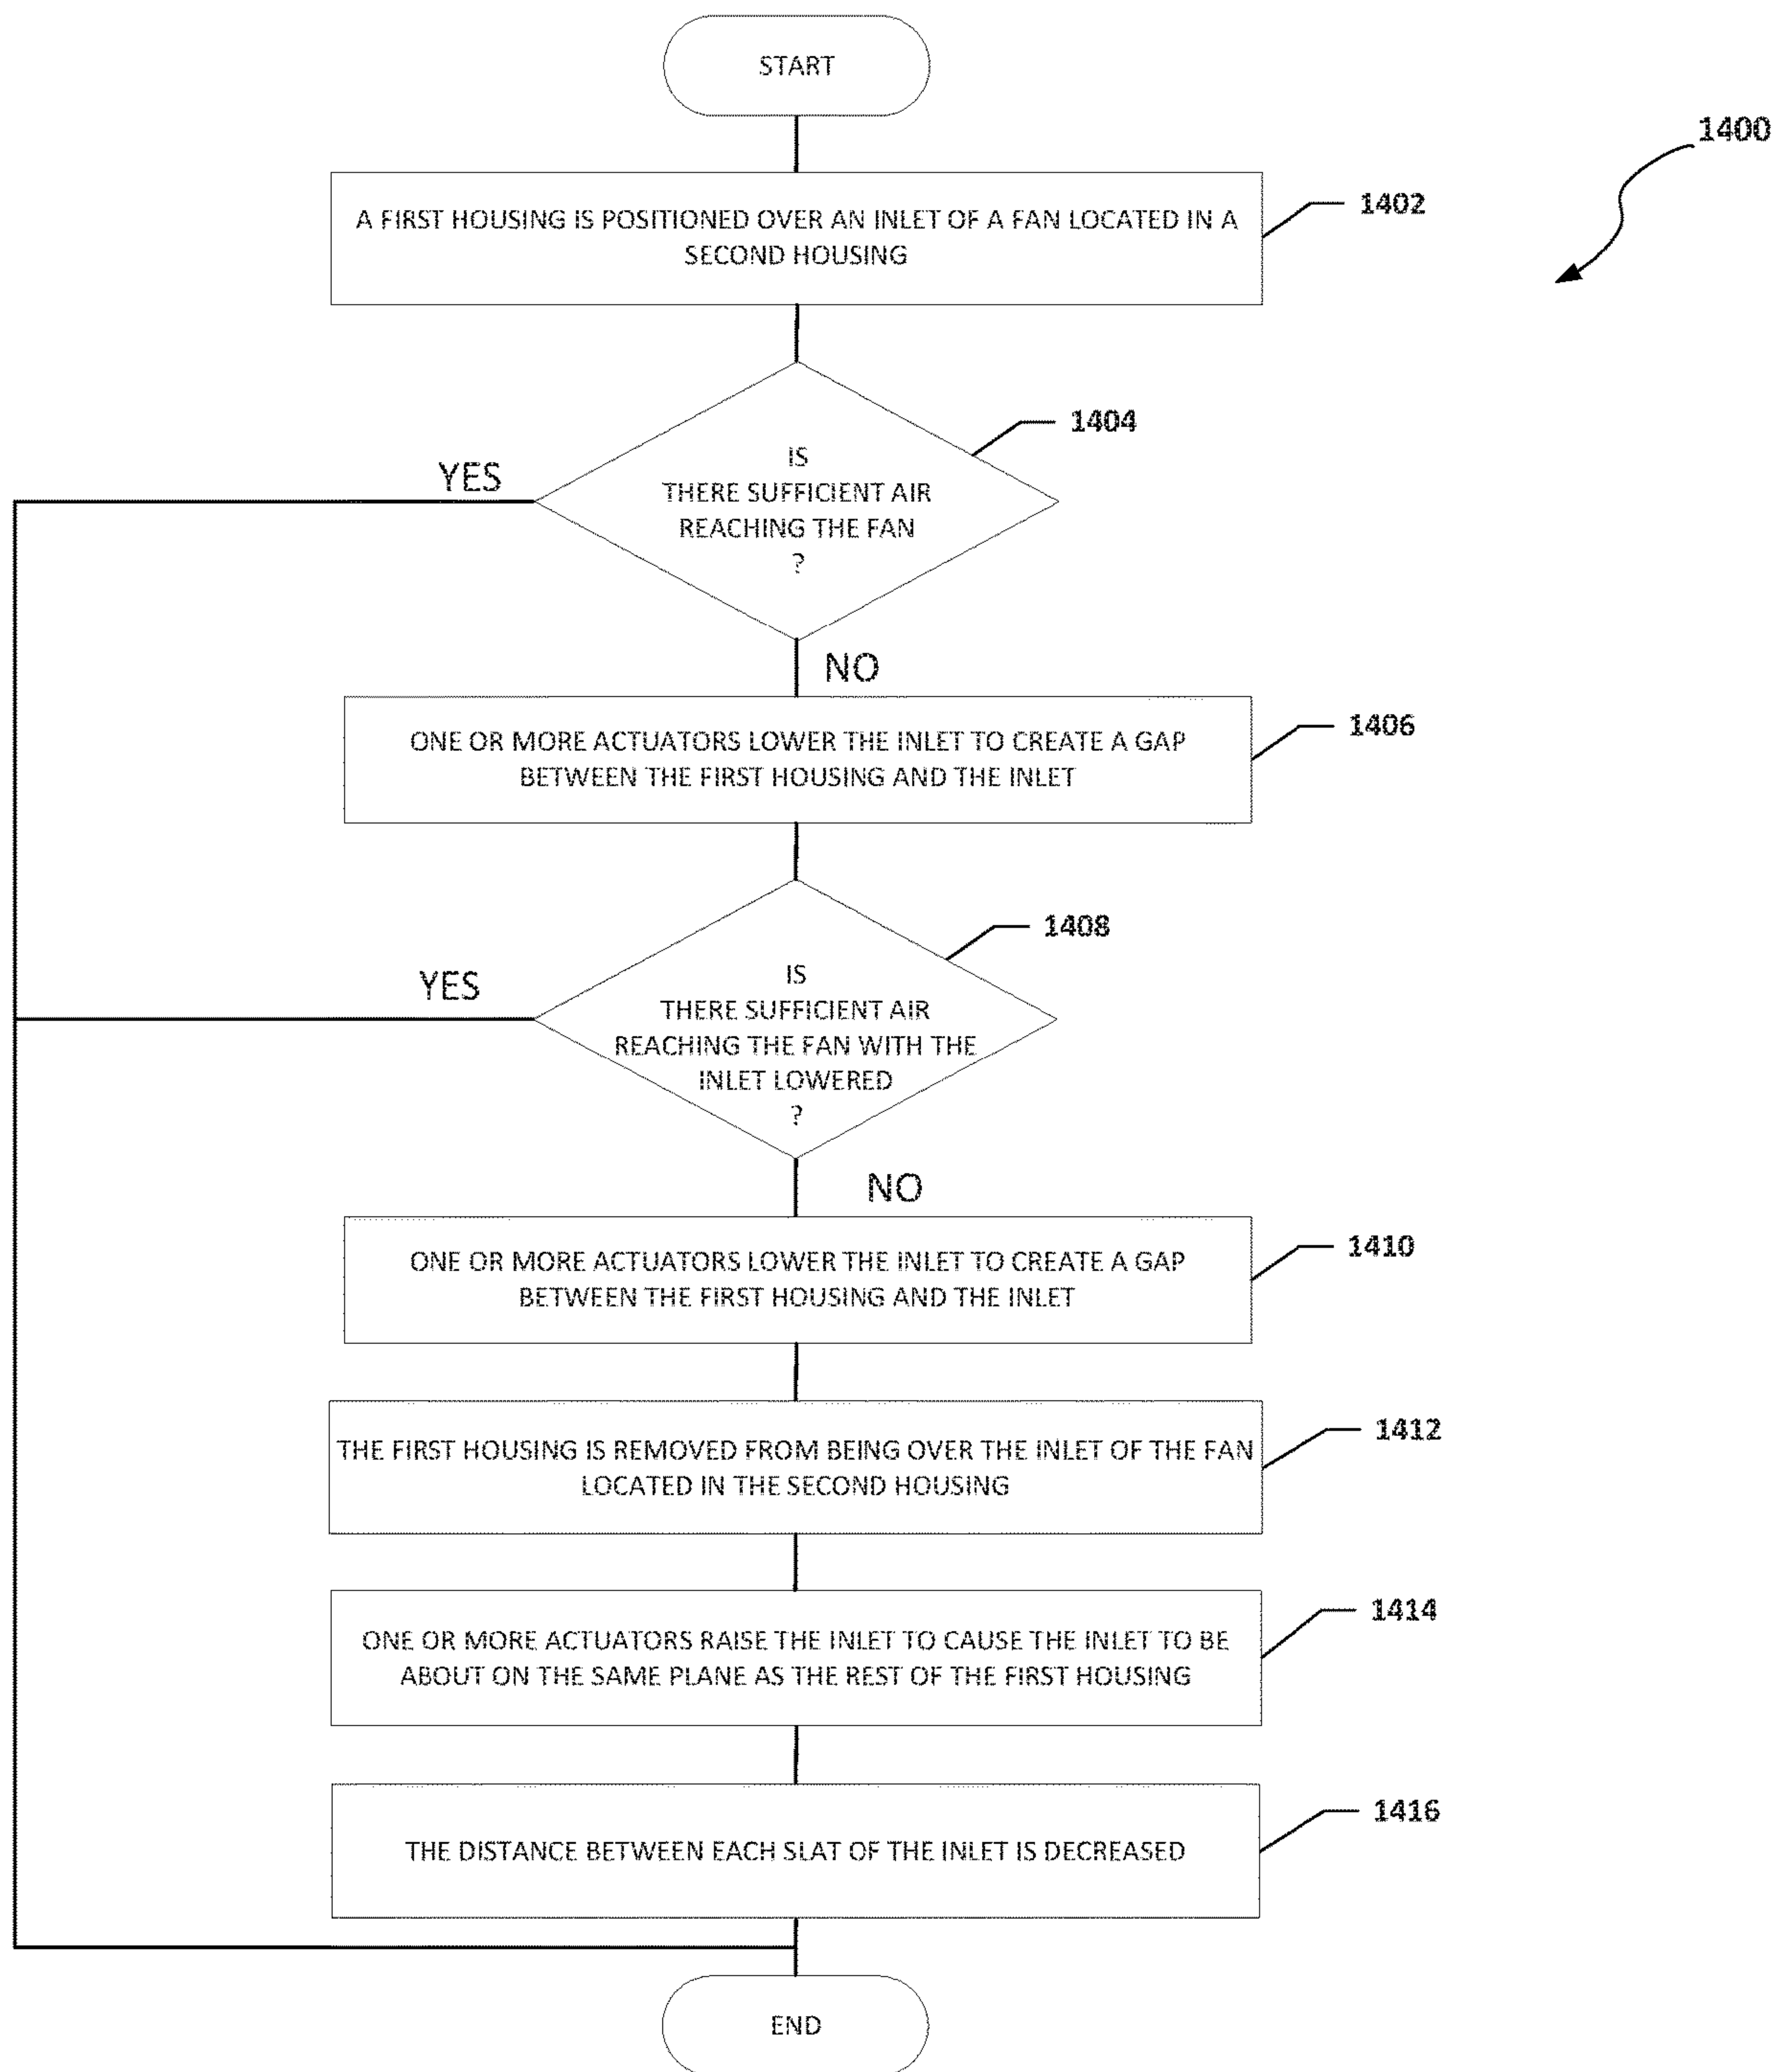 START
1400
1402
A FIRST HOUSING IS POSITIONED OVER AN INLET OF A FAN LOCATED IN A
SECOND HOUSING
1404
IS
THERE SUFFICIENT AIR
REACHING THE FAN
?
YES
NO
1406
ONE OR MORE ACTUATORS LOWER THE INLET TO CREATE A GAP
BETWEEN THE FIRST HOUSING AND THE INLET
1408
IS
THERE SUFFICIENT AIR
REACHING THE FAN WITH THE
INLET LOWERED
?
YES
NO
1410
ONE OR MORE ACTUATORS LOWER THE INLET TO CREATE A GAP
BETWEEN THE FIRST HOUSING AND THE INLET
1412
THE FIRST HOUSING IS REMOVED FROM BEING OVER THE INLET OF THE FAN
LOCATED IN THE SECOND HOUSING
1414
ONE OR MORE ACTUATORS RAISE THE INLET TO CAUSE THE INLET TO BE
ABOUT ON THE SAME PLANE AS THE REST OF THE FIRST HOUSING
1416
THE DISTANCE BETWEEN EACH SLAT OF THE INLET IS DECREASED
END